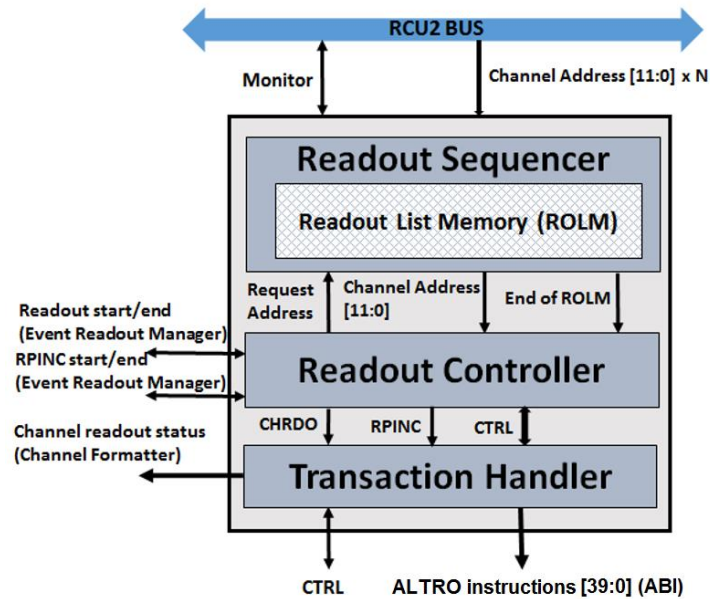 RCU2 BUS
Monitor
Channel Address [11:0] x N
Readout Sequencer
Readout List Memory (ROLM)
Request
Address
Channel Address
[11:0]
End of ROLM
Readout start/end
(Event Readout Manager)
RPINC start/end
(Event Readout Manager)
Readout Controller
CHRDO
RPINC
CTRL
Channel readout status
(Channel Formatter)
Transaction Handler
CTRL
ALTRO instructions [39:0] (ABI)